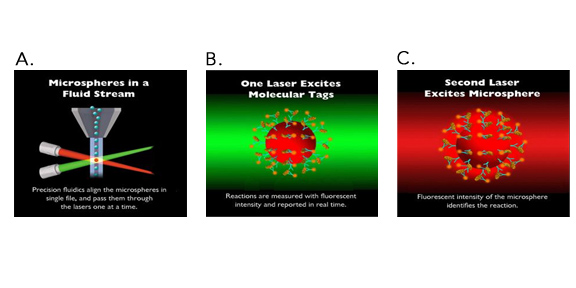 A.
Microspheres in a
Fluid Stream
Precision fluidics align the microspheres in
single file, and pass them through
the lasers one at a time.
B.
One Laser Excites
Molecular Tags
Reactions are measured with fluorescent
intensity and reported in real time.
C.
Second Laser
Excites Microsphere
Fluorescent intensity of the microsphere
identifies the reaction.